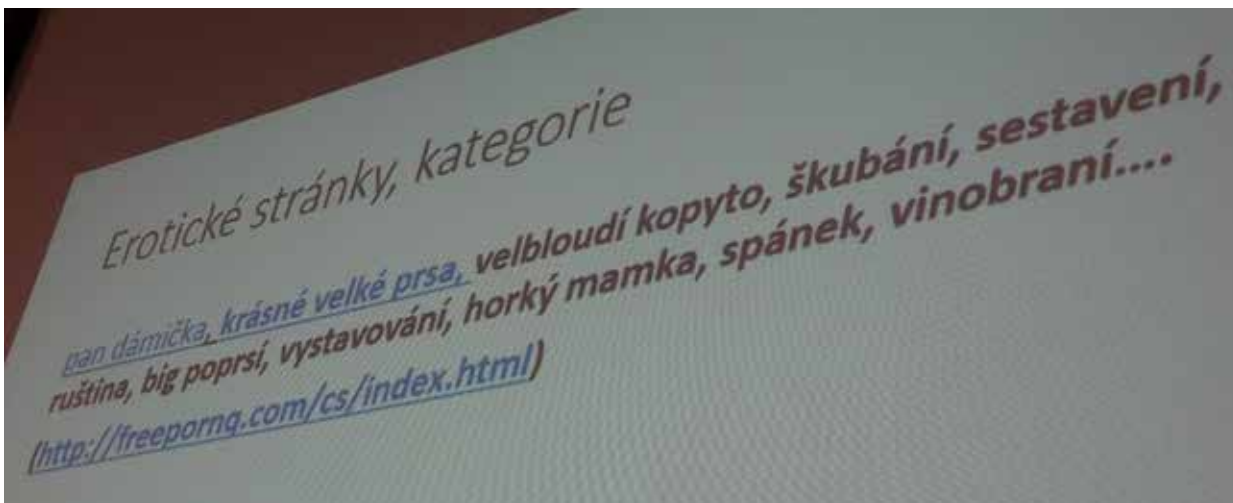 Erotické stránky, kategorie
pan dámička, krásné velké prsa, velbloudí kopyto, škubání, sestavení,
ruština, big poprsí, vystavování, horký mamka, spánek, vinobraní....
(http://freepornq.com/cs/index.html)